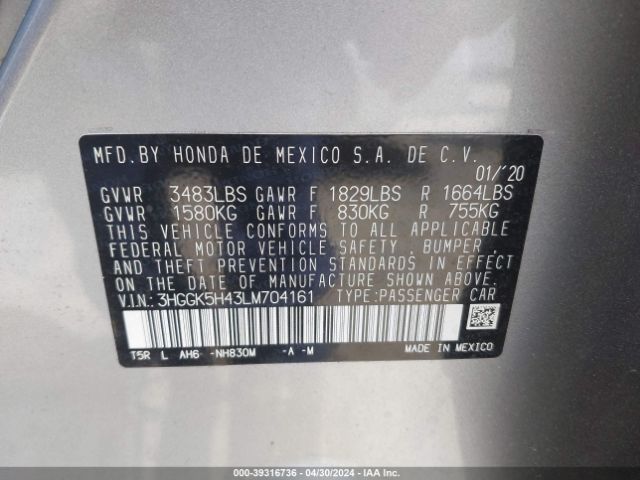 MFD.BY HONDA DE MEXICO S.A. DE C.V.
01/'20
GVWR 3483LBS GAWR F 1829LBS R 1664LBS
GVWR 1580KG GAWR F 830KG R 755KG
THIS VEHICLE CONFORMS TO ALL APPLICABLE
FEDERAL MOTOR VEHICLE SAFETY, BUMPER,
AND THEFT PREVENTION STANDARDS IN EFFECT
ON THE DATE OF MANUFACTURE SHOWN ABOVE.
V.I.N.: 3HGGK5H43LM704161 TYPE:PASSENGER CAR
MADE IN MEXICO
T5R L AH6 -NH830M -A -M
000-39316736 - 04/30/2024 - IAA Inc.